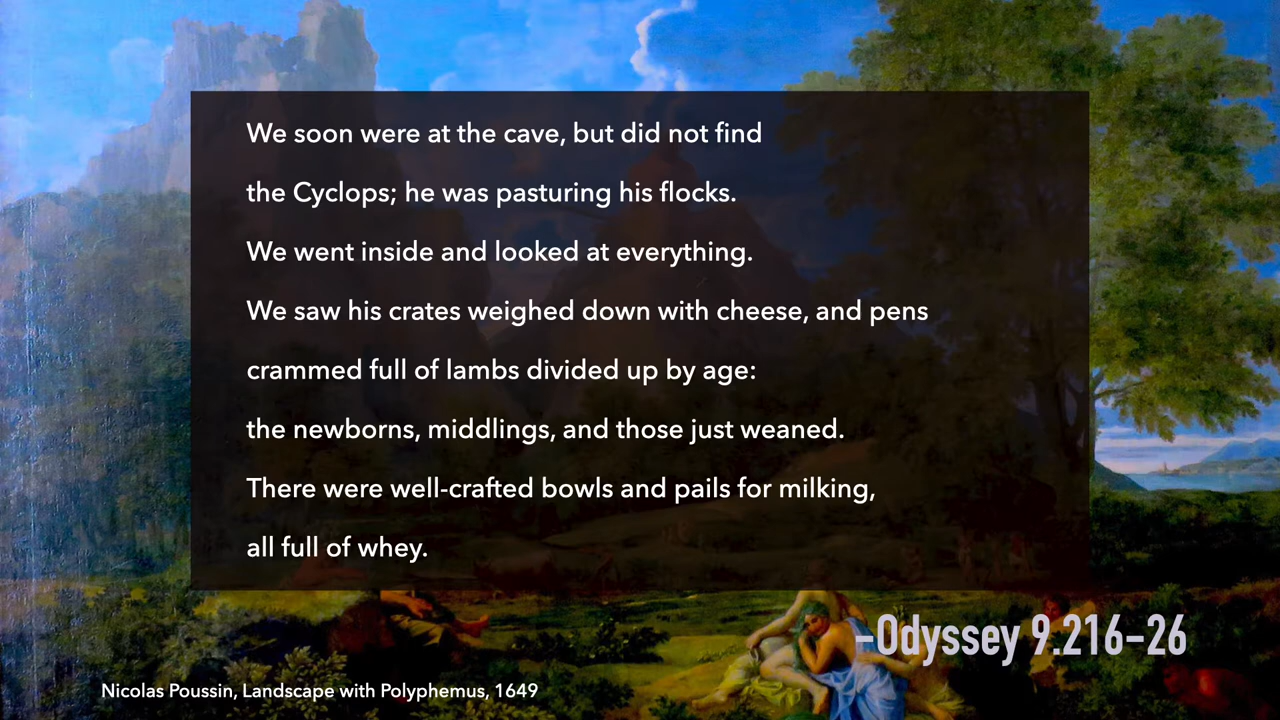 We soon were at the cave, but did not find
the Cyclops; he was pasturing his flocks.
We went inside and looked at everything.
We saw his crates weighed down with cheese, and pens
crammed full of lambs divided up by age:
the newborns, middlings, and those just weaned.
There were well-crafted bowls and pails for milking,
all full of whey.
–Odyssey 9.216–26
Nicolas Poussin, Landscape with Polyphemus, 1649